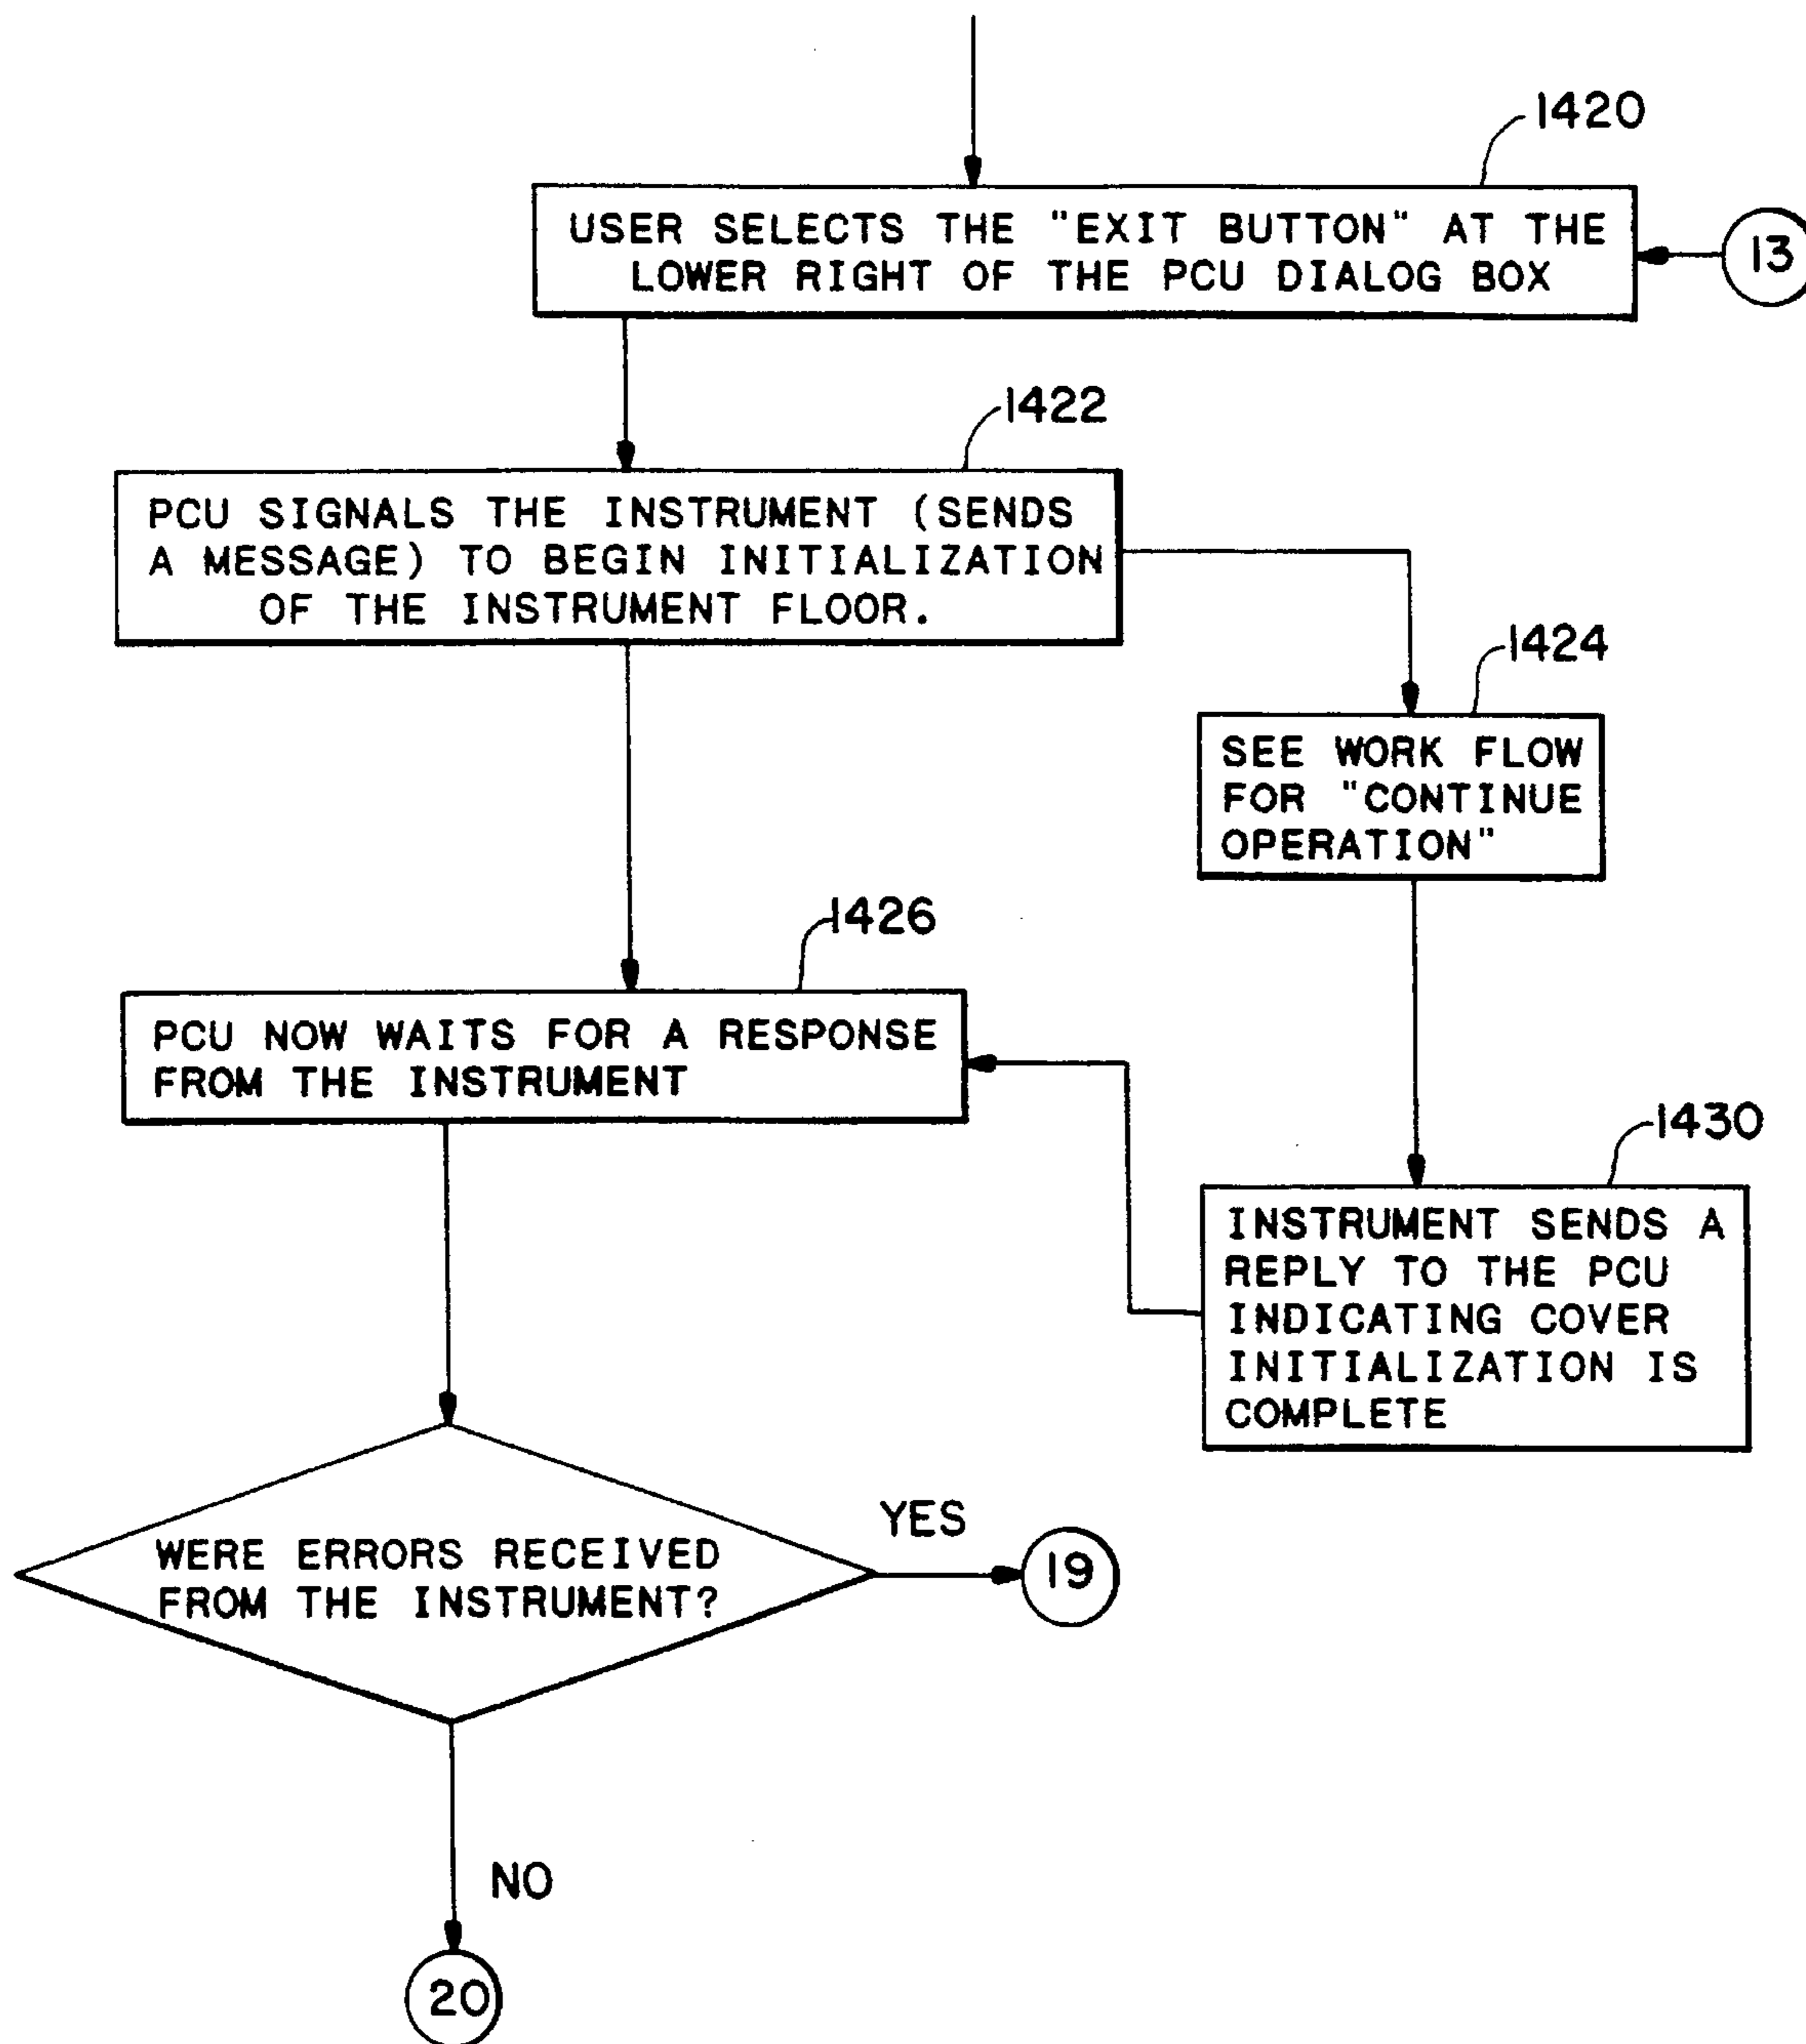 1420
USER SELECTS THE "EXIT BUTTON" AT THE
LOWER RIGHT OF THE PCU DIALOG BOX
13
1422
PCU SIGNALS THE INSTRUMENT (SENDS
A MESSAGE) TO BEGIN INITIALIZATION
OF THE INSTRUMENT FLOOR.
1424
SEE WORK FLOW
FOR "CONTINUE
OPERATION"
1426
PCU NOW WAITS FOR A RESPONSE
FROM THE INSTRUMENT
1430
INSTRUMENT SENDS A
REPLY TO THE PCU
INDICATING COVER
INITIALIZATION IS
COMPLETE
WERE ERRORS RECEIVED
FROM THE INSTRUMENT?
YES
19
NO
20